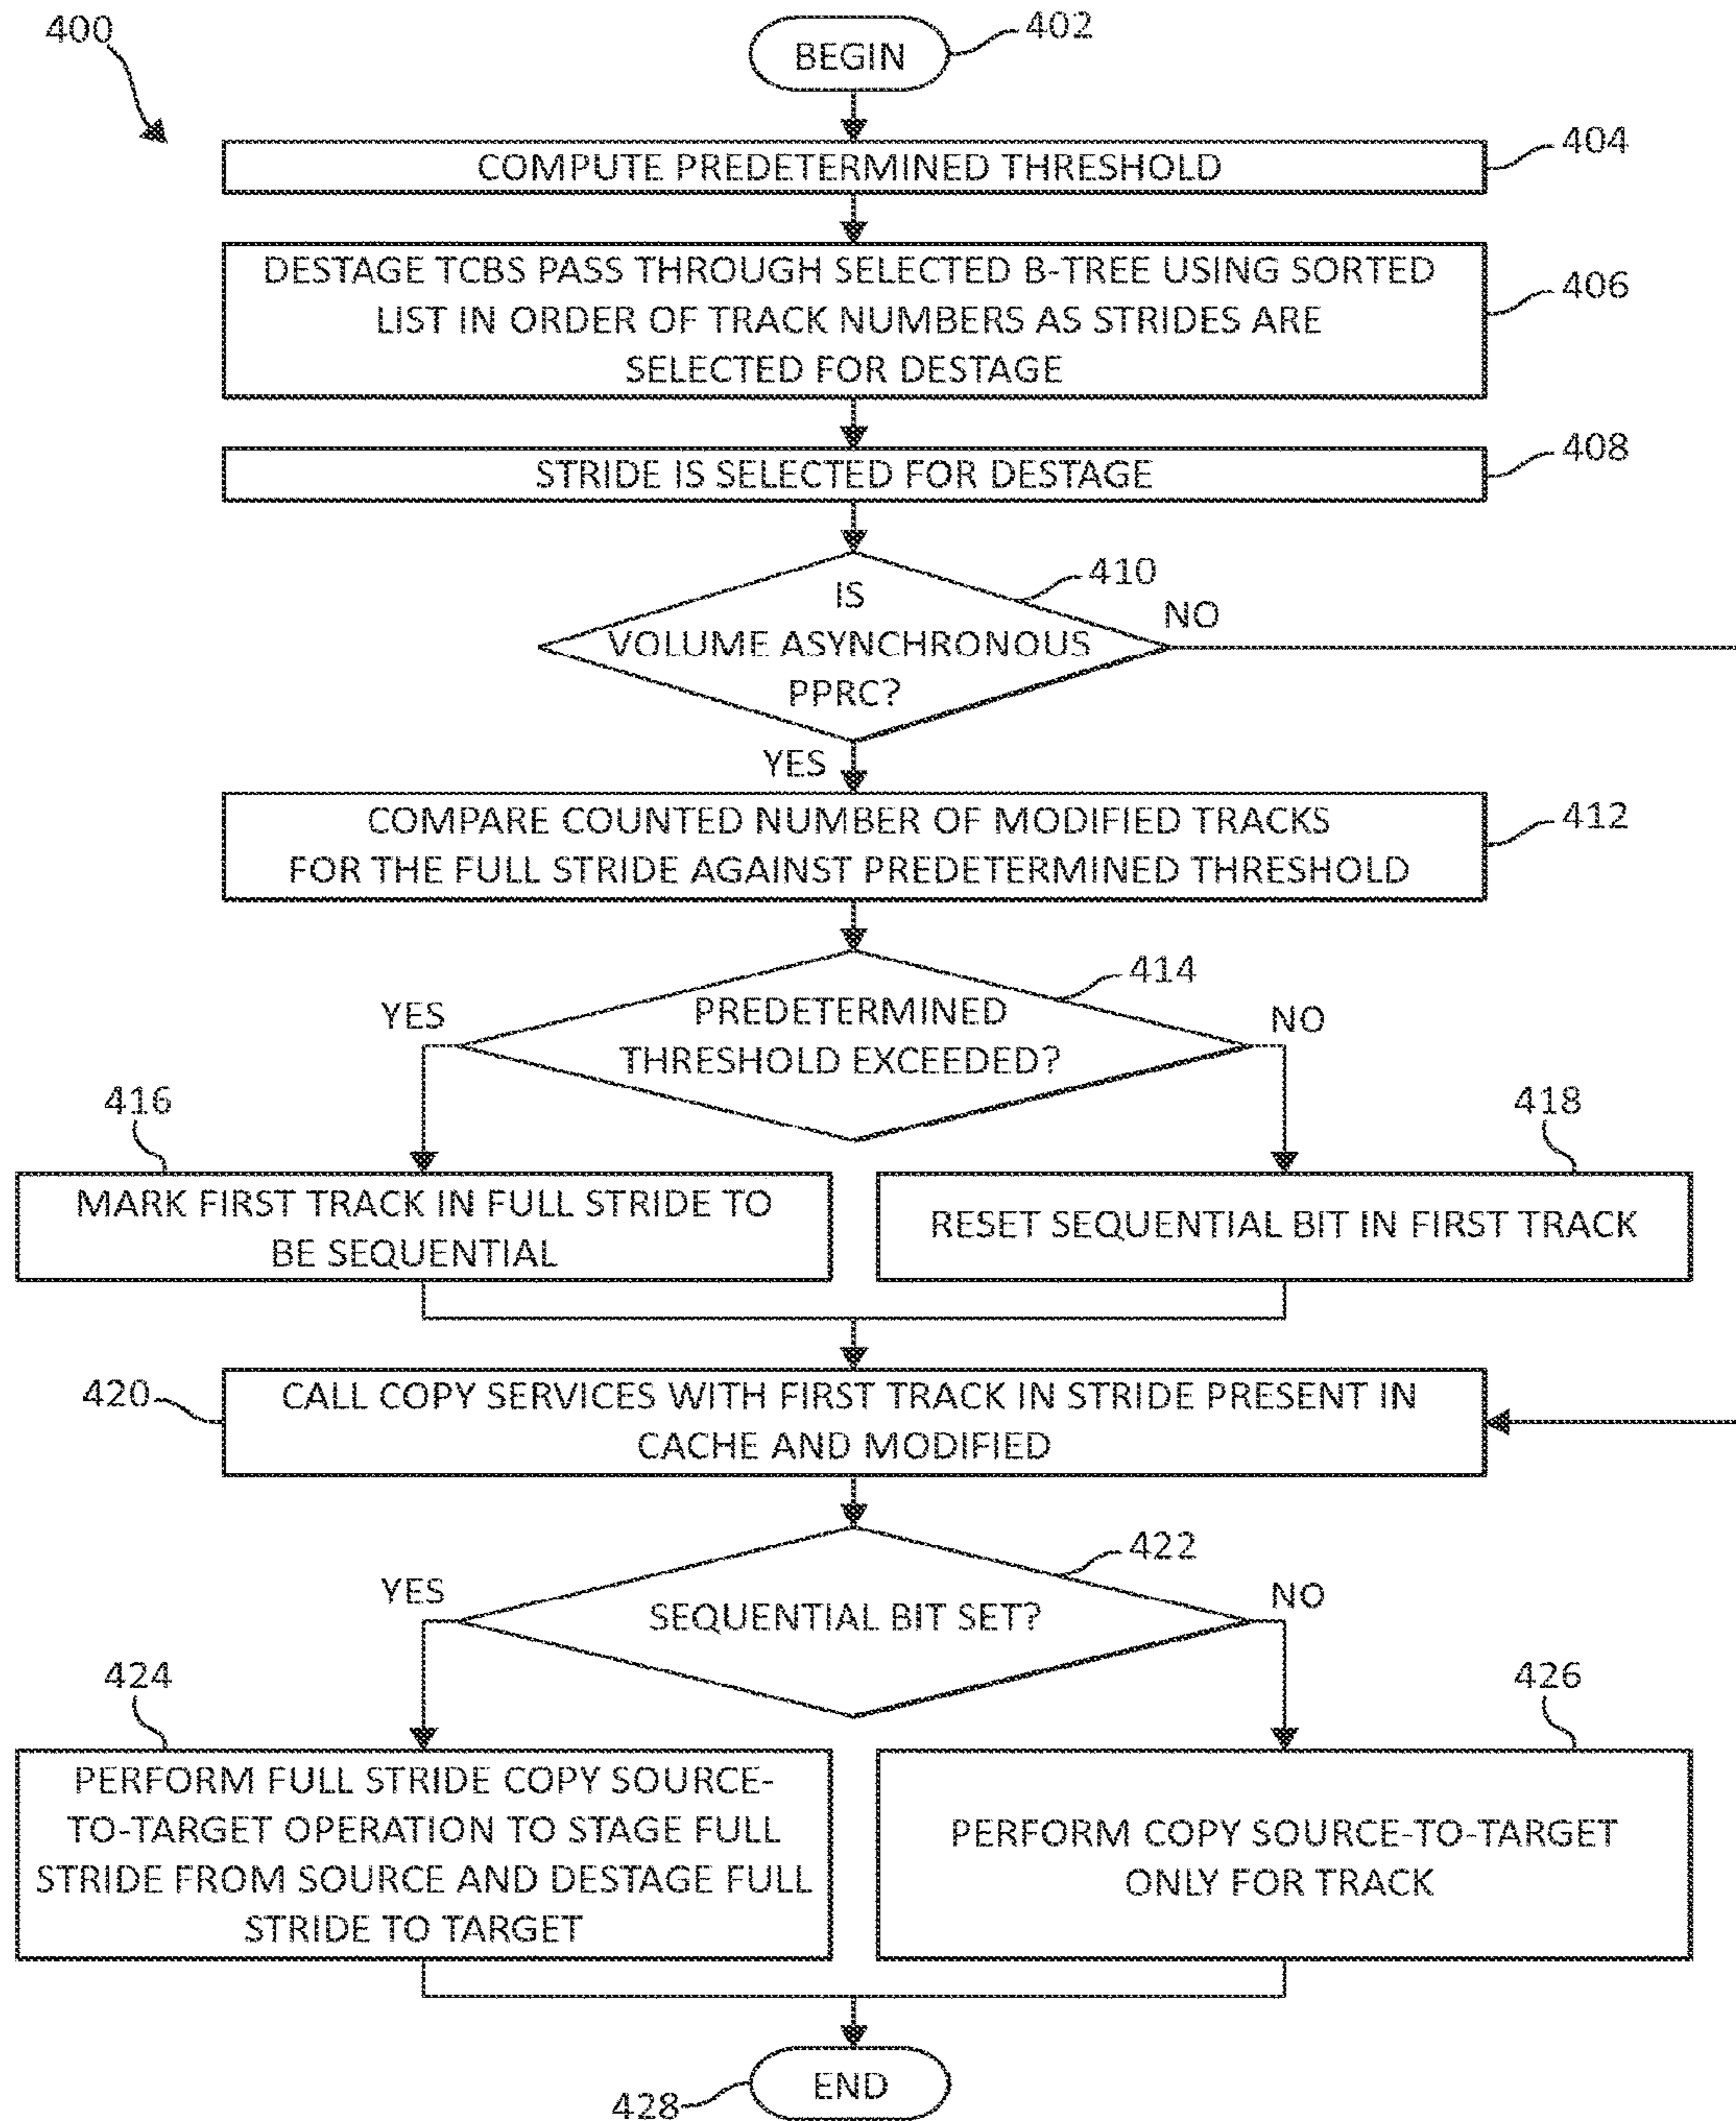 400
BEGIN
402
COMPUTE PREDETERMINED THRESHOLD
404
DESTAGE TCBS PASS THROUGH SELECTED B-TREE USING SORTED
LIST IN ORDER OF TRACK NUMBERS AS STRIDES ARE
SELECTED FOR DESTAGE
406
STRIDE IS SELECTED FOR DESTAGE
408
IS
VOLUME ASYNCHRONOUS
PPRC?
410
NO
YES
COMPARE COUNTED NUMBER OF MODIFIED TRACKS
FOR THE FULL STRIDE AGAINST PREDETERMINED THRESHOLD
412
PREDETERMINED
THRESHOLD EXCEEDED?
414
YES
NO
416
MARK FIRST TRACK IN FULL STRIDE TO
BE SEQUENTIAL
418
RESET SEQUENTIAL BIT IN FIRST TRACK
420
CALL COPY SERVICES WITH FIRST TRACK IN STRIDE PRESENT IN
CACHE AND MODIFIED
422
SEQUENTIAL BIT SET?
YES
NO
424
PERFORM FULL STRIDE COPY SOURCE-
TO-TARGET OPERATION TO STAGE FULL
STRIDE FROM SOURCE AND DESTAGE FULL
STRIDE TO TARGET
426
PERFORM COPY SOURCE-TO-TARGET
ONLY FOR TRACK
END
428